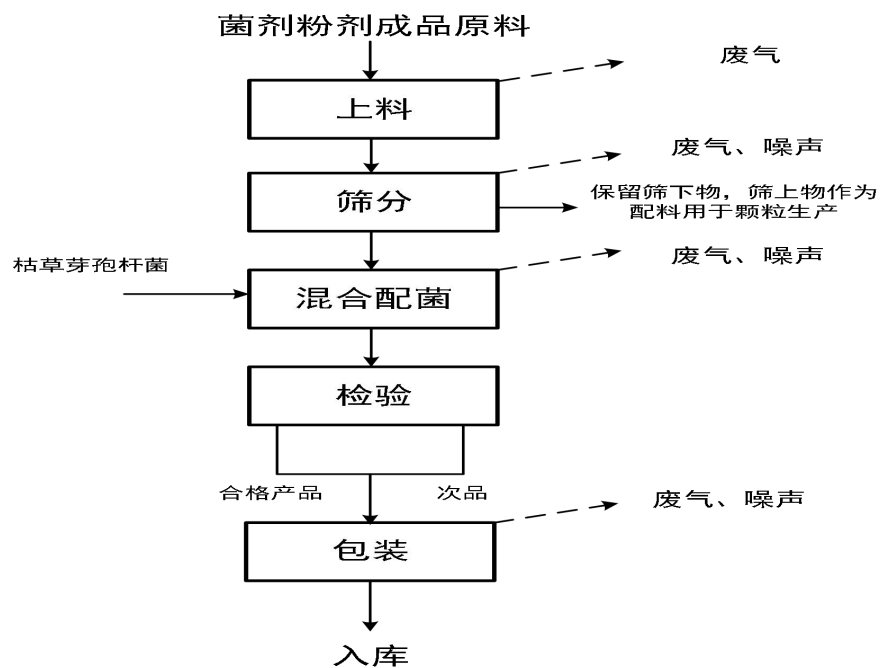 菌剂粉剂成品原料
废气
上料
废气、噪声
筛分
保留筛下物，筛上物作为
配料用于颗粒生产
废气、噪声
枯草芽孢杆菌
混合配菌
检验
合格产品
次品
废气、噪声
包装
入库